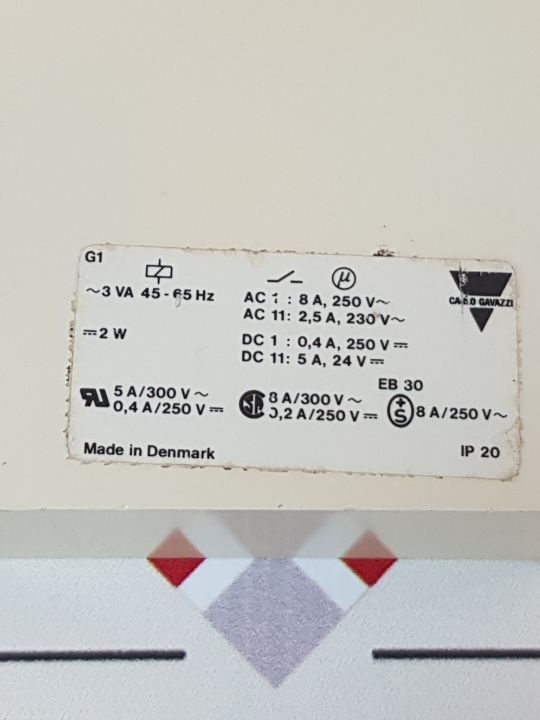 G1
µ
~3 VA 45-65 Hz
AC 1 : 8 A, 250 V~
AC 11: 2,5 A, 230 V~
CARLO GAVAZZI
⎓2 W
DC 1 : 0,4 A, 250 V⎓
DC 11: 5 A, 24 V⎓
EB 30
5 A/300 V~
0,4 A/250 V⎓
8 A/300 V~
0,2 A/250 V⎓
+S
8 A/250 V~
Made in Denmark
IP 20